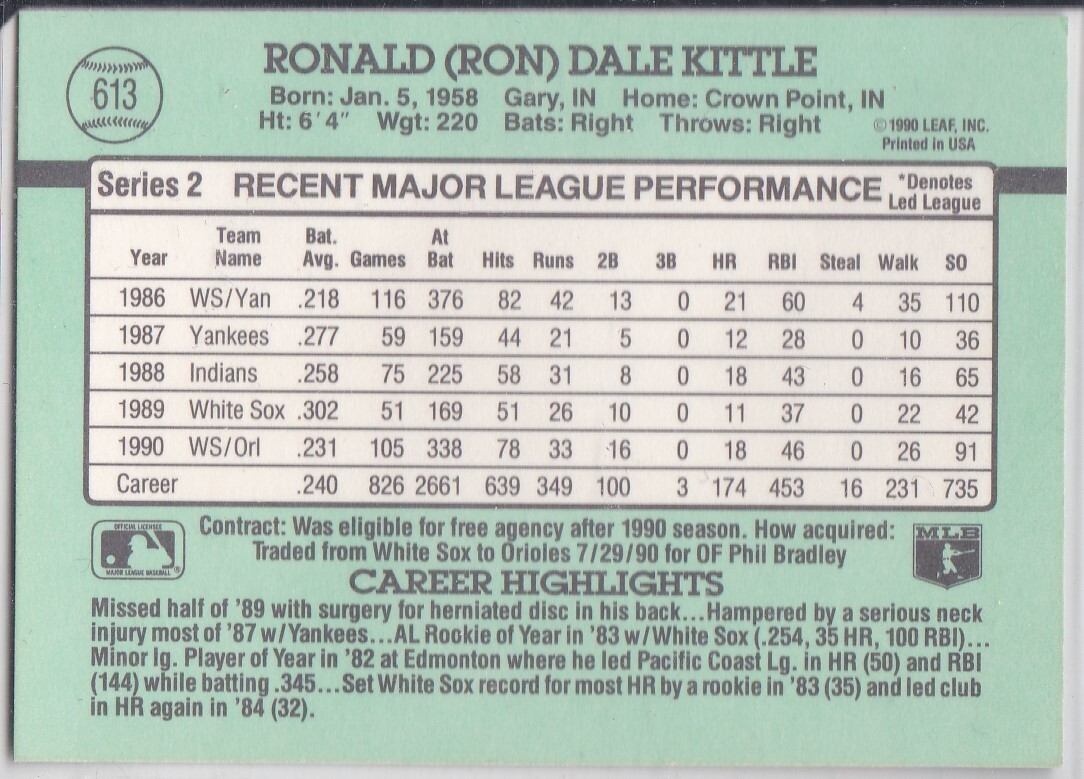 613
RONALD (RON) DALE KITTLE
Born: Jan. 5, 1958 Gary, IN Home: Crown Point, IN
Ht: 6'4" Wgt: 220 Bats: Right Throws: Right
© 1990 LEAF, INC.
Printed in USA
Series 2 RECENT MAJOR LEAGUE PERFORMANCE *Denotes Led League
Year Team Name Bat. Avg. Games At Bat Hits Runs 2B 3B HR RBI Steal Walk SO
1986 WS/Yan .218 116 376 82 42 13 0 21 60 4 35 110
1987 Yankees .277 59 159 44 21 5 0 12 28 0 10 36
1988 Indians .258 75 225 58 31 8 0 18 43 0 16 65
1989 White Sox .302 51 169 51 26 10 0 11 37 0 22 42
1990 WS/Orl .231 105 338 78 33 16 0 18 46 0 26 91
Career .240 826 2661 639 349 100 3 174 453 16 231 735
OFFICIAL LICENSEE
MAJOR LEAGUE BASEBALL ®
Contract: Was eligible for free agency after 1990 season. How acquired:
Traded from White Sox to Orioles 7/29/90 for OF Phil Bradley
MLB
CAREER HIGHLIGHTS
Missed half of '89 with surgery for herniated disc in his back...Hampered by a serious neck
injury most of '87 w/Yankees...AL Rookie of Year in '83 w/White Sox (.254, 35 HR, 100 RBI)...
Minor lg. Player of Year in '82 at Edmonton where he led Pacific Coast Lg. in HR (50) and RBI
(144) while batting .345...Set White Sox record for most HR by a rookie in '83 (35) and led club
in HR again in '84 (32).